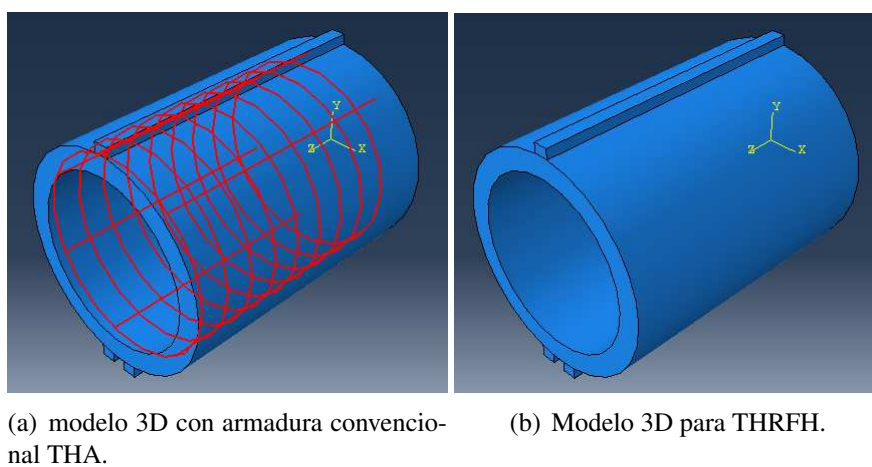 Y
Z
X
Y
Z
X
(a) modelo 3D con armadura convencio-
nal THA.
(b) Modelo 3D para THRFH.